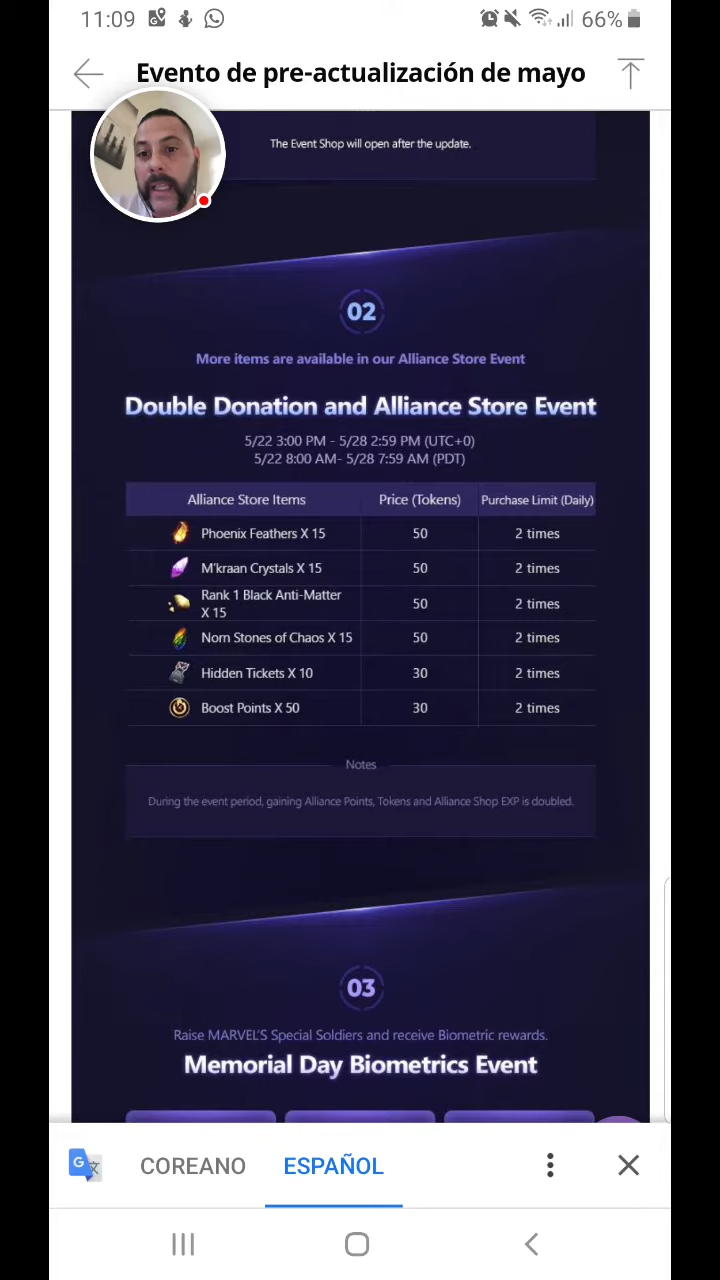 11:09
66%
Evento de pre-actualización de mayo
The Event Shop will open after the update.
02
More items are available in our Alliance Store Event
Double Donation and Alliance Store Event
5/22 3:00 PM - 5/28 2:59 PM (UTC+0)
5/22 8:00 AM- 5/28 7:59 AM (PDT)
Alliance Store Items Price (Tokens) Purchase Limit (Daily)
Phoenix Feathers X 15 50 2 times
M'kraan Crystals X 15 50 2 times
Rank 1 Black Anti-Matter
X 15 50 2 times
Norn Stones of Chaos X 15 50 2 times
Hidden Tickets X 10 30 2 times
Boost Points X 50 30 2 times
Notes
During the event period, gaining Alliance Points, Tokens and Alliance Shop EXP is doubled.
03
Raise MARVEL'S Special Soldiers and receive Biometric rewards.
Memorial Day Biometrics Event
G 文
COREANO
ESPAÑOL